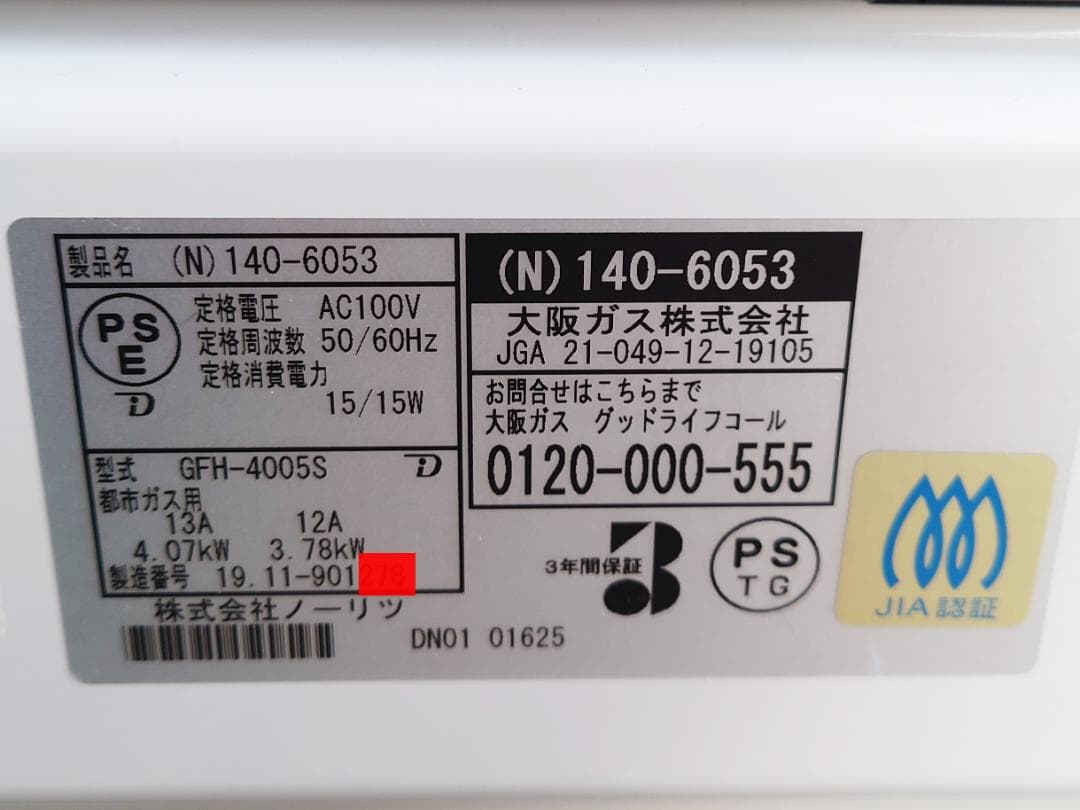 製品名 (N)140-6053
PS
E
定格電圧 AC100V
定格周波数 50/60Hz
定格消費電力
15/15W
型式 GFH-4005S
都市ガス用
13A 12A
4.07kW 3.78kW
製造番号 19.11-901278
株式会社ノーリツ
(N)140-6053
大阪ガス株式会社
JGA 21-049-12-19105
お問合せはこちらまで
大阪ガス グッドライフコール
0120-000-555
3年間保証
PS
TG
JIA認証
DN01 01625